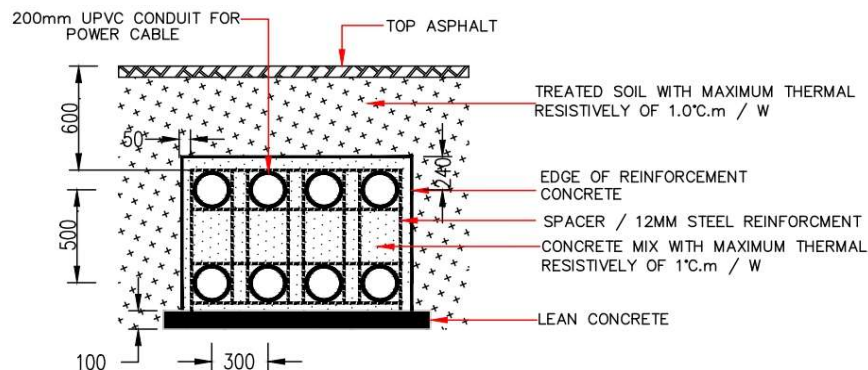 200mm UPVC CONDUIT FOR
POWER CABLE
TOP ASPHALT
TREATED SOIL WITH MAXIMUM THERMAL
RESISTIVELY OF 1.0°C.m / W
600
50
240
EDGE OF REINFORCEMENT
CONCRETE
500
SPACER / 12MM STEEL REINFORCMENT
CONCRETE MIX WITH MAXIMUM THERMAL
RESISTIVELY OF 1°C.m / W
LEAN CONCRETE
100
300